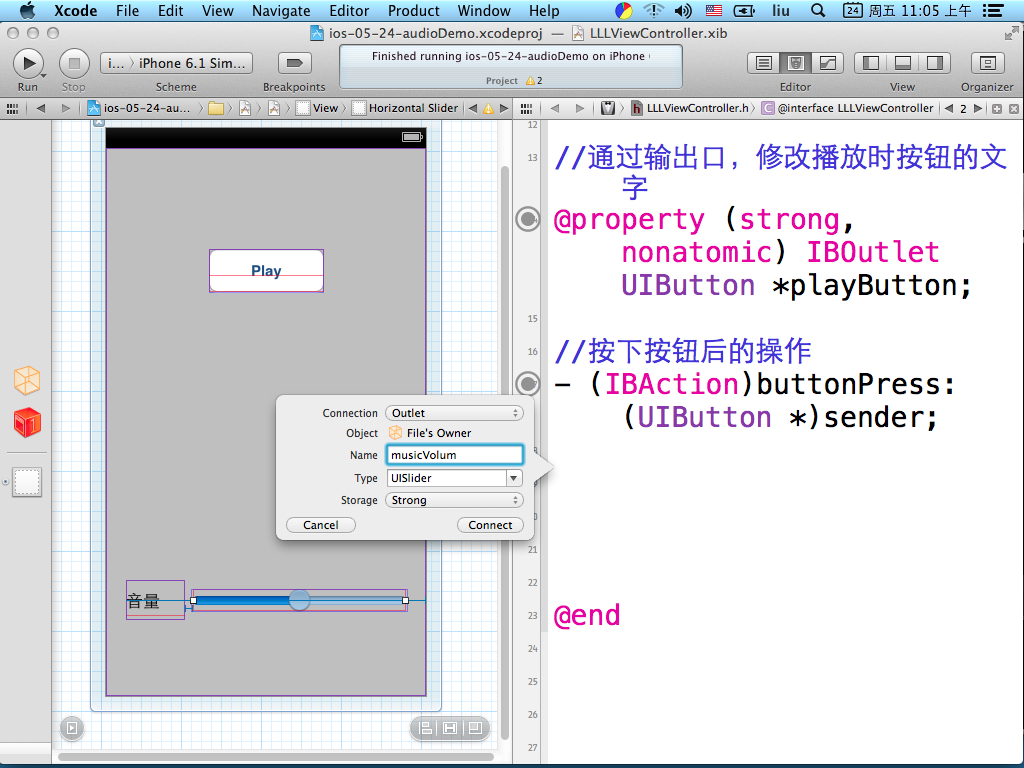 Xcode File Edit View Navigate Editor Product Window Help liu 24 周五 11:05 上午
ios-05-24-audioDemo.xcodeproj — LLLViewController.xib
i... iPhone 6.1 Sim...
Finished running ios-05-24-audioDemo on iPhone
Project 2
Run Stop Scheme Breakpoints Editor View Organizer
ios-05-24-au... View Horizontal Slider
LLLViewController.h @interface LLLViewController 2
12
13 //通过输出口，修改播放时按钮的文
字
@property (strong,
nonatomic) IBOutlet
UIButton *playButton;
15
16 //按下按钮后的操作
- (IBAction)buttonPress:
(UIButton *)sender;
21
22
23 @end
24
25
26
27
Play
Connection Outlet
Object File's Owner
Name musicVolum
Type UISlider
Storage Strong
Cancel Connect
音量